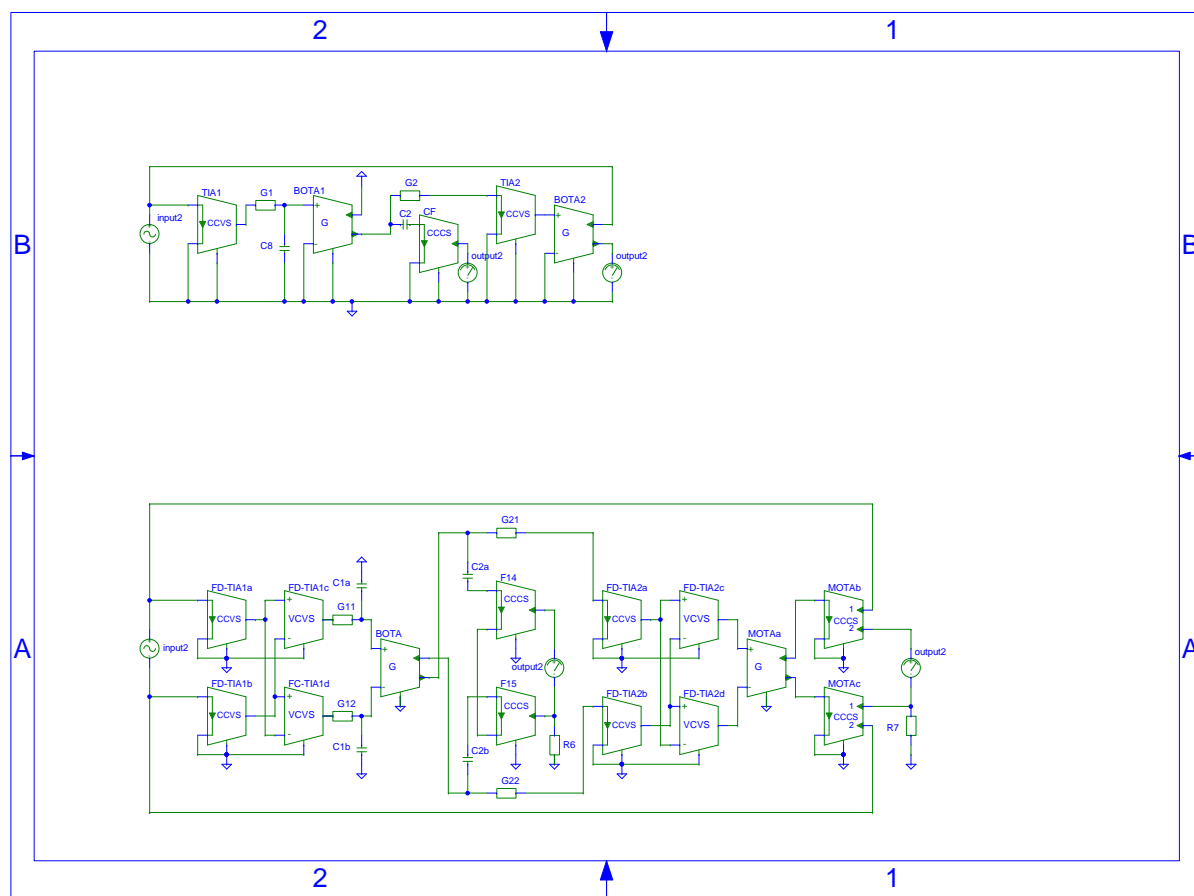 2 1
B B
TIA1 G1 BOTA1 G2 TIA2 BOTA2
input2 CCVS + G - C8 C2 CF CCCS output2 CCVS + G - output2
G21
C2a
FD-TIA1a FD-TIA1c C1a F14 FD-TIA2a FD-TIA2c MOTAb
CCVS + VCVS - G11 CCCS CCVS + VCVS - 1 CCCS 2
A A
input2 BOTA + G - output2 MOTAa + G - output2
FD-TIA1b FC-TIA1d G12 F15 FD-TIA2b FD-TIA2d MOTAc
CCVS + VCVS - C1b CCCS R6 CCVS + VCVS - 1 CCCS 2 R7
C2b
G22
2 1